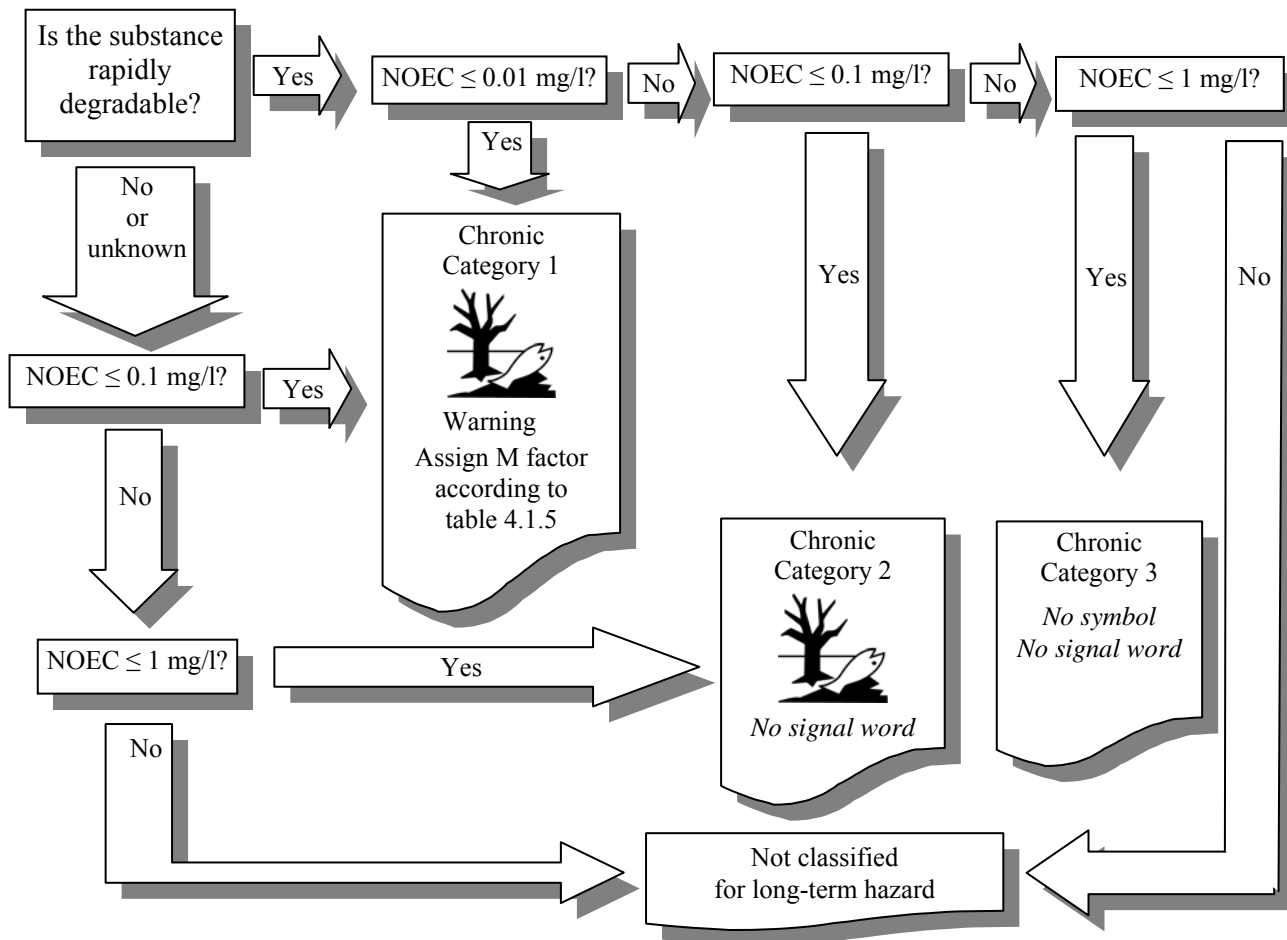 Is the substance
rapidly
degradable?
Yes
NOEC ≤ 0.01 mg/l?
No
NOEC ≤ 0.1 mg/l?
No
NOEC ≤ 1 mg/l?
No
or
unknown
Yes
Chronic
Category 1
Warning
Assign M factor
according to
table 4.1.5
Yes
Yes
No
NOEC ≤ 0.1 mg/l?
Yes
No
Chronic
Category 2
No signal word
Chronic
Category 3
No symbol
No signal word
NOEC ≤ 1 mg/l?
Yes
No
Not classified
for long-term hazard